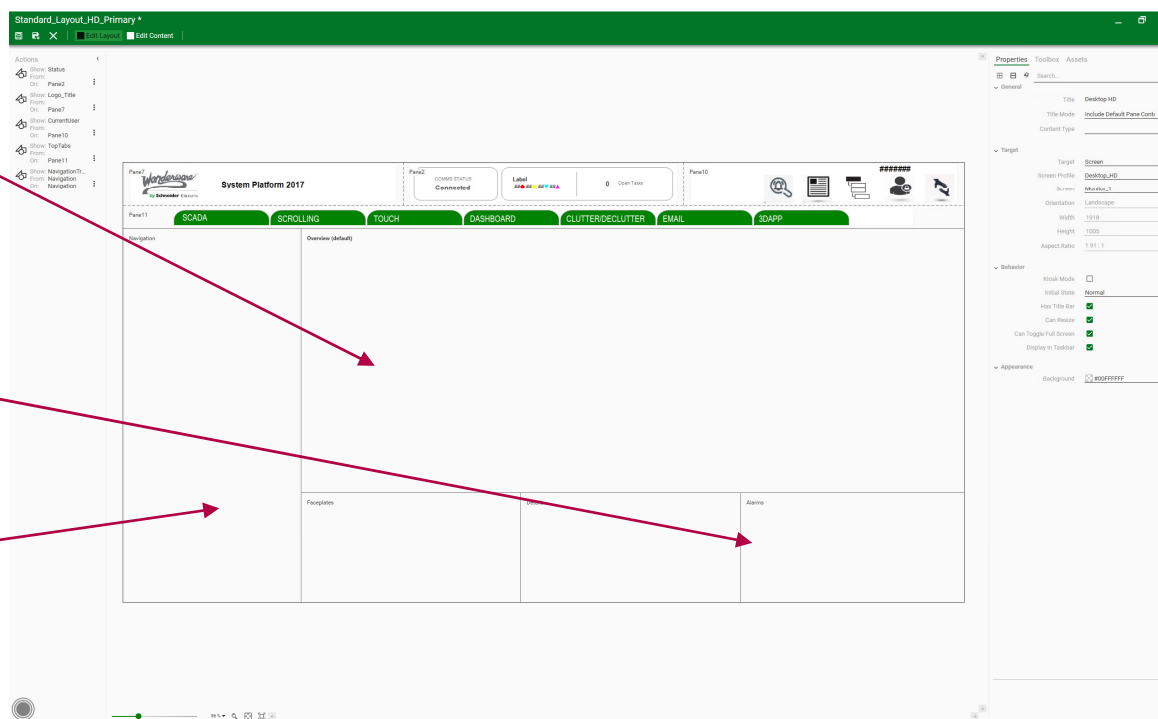 Standard_Layout_HD_Primary *
Edit Layout Edit Content
Actions
Show: Status
From:
On: Pane2
Show: Logo_Title
From:
On: Pane7
Show: CurrentUser
From:
On: Pane10
Show: TopTabs
From:
On: Pane11
Show: NavigationTr...
From: Navigation
On: Navigation
Pane7
Wonderware
by Schneider Electric
System Platform 2017
Pane2
COMMS STATUS
Connected
Label
0 Open Tasks
Pane10
#######
Pane11
SCADA
SCROLLING
TOUCH
DASHBOARD
CLUTTER/DECLUTTER
EMAIL
3DAPP
Navigation
Overview (default)
Faceplates
Alarms
Properties Toolbox Assets
Search...
General
Title Desktop HD
Title Mode Include Default Pane Conte
Content Type
Target
Target Screen
Screen Profile Desktop_HD
Screen Monitor_1
Orientation Landscape
Width 1918
Height 1005
Aspect Ratio 1.91 : 1
Behavior
Kiosk Mode
Initial State Normal
Has Title Bar
Can Resize
Can Toggle Full Screen
Display In Taskbar
Appearance
Background #00FFFFFF